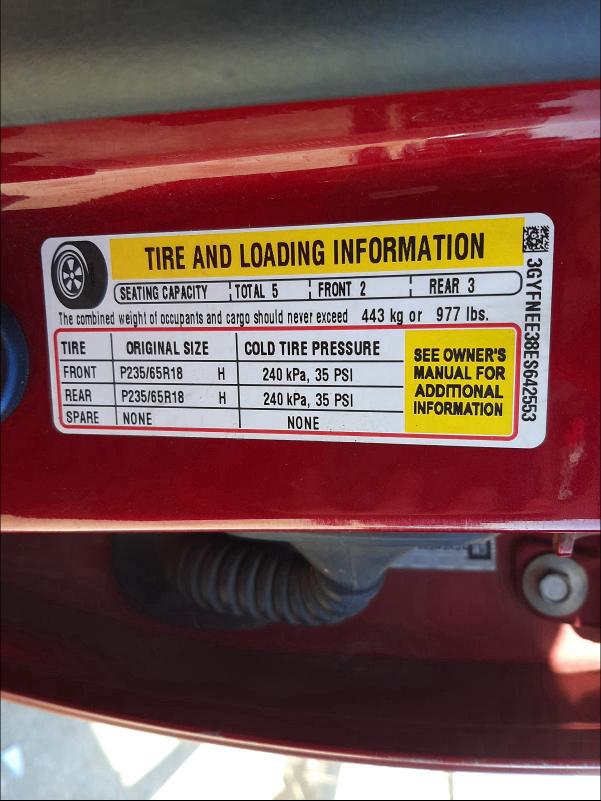 TIRE AND LOADING INFORMATION
SEATING CAPACITY TOTAL 5 FRONT 2 REAR 3
The combined weight of occupants and cargo should never exceed 443 kg or 977 lbs.
TIRE ORIGINAL SIZE COLD TIRE PRESSURE
FRONT P235/65R18 H 240 kPa, 35 PSI
REAR P235/65R18 H 240 kPa, 35 PSI
SPARE NONE NONE
SEE OWNER'S
MANUAL FOR
ADDITIONAL
INFORMATION
3GYFNEE38ES642553